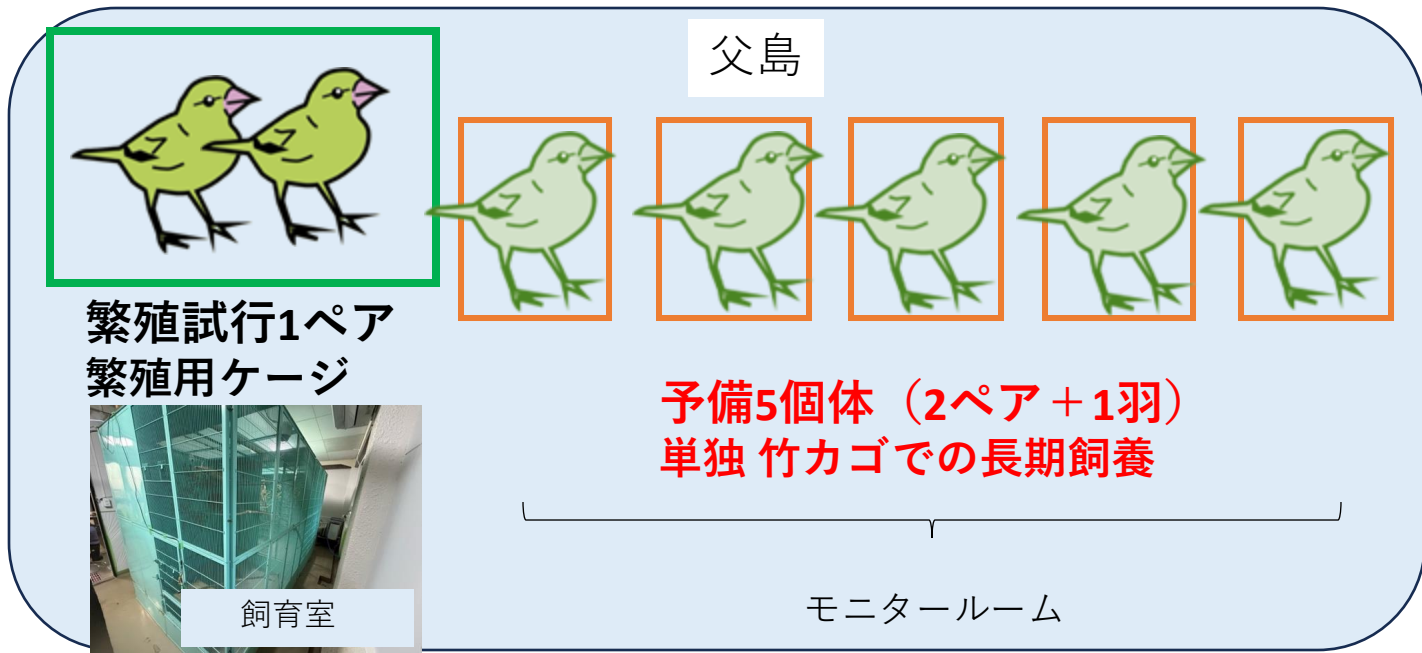 父島
繁殖試行1ペア
繁殖用ケージ
予備5個体（2ペア＋1羽）
単独 竹カゴでの長期飼養
飼育室
モニタールーム